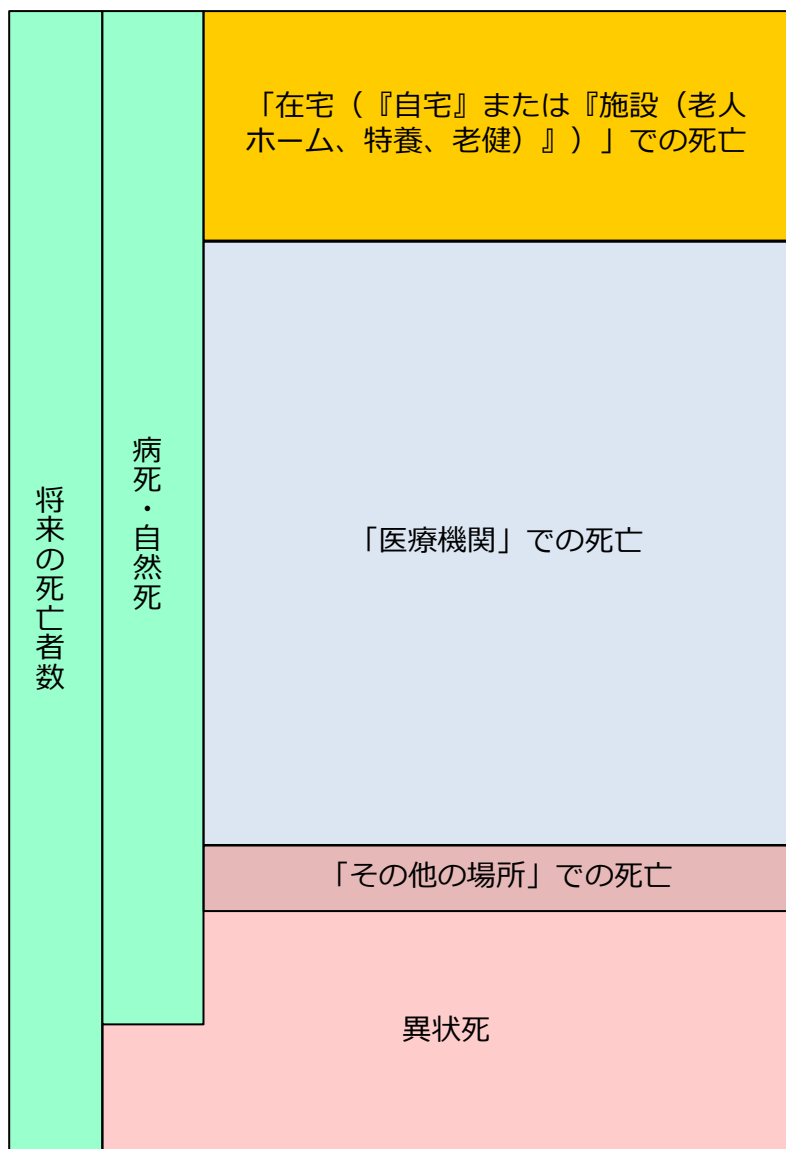 「在宅（『自宅』または『施設（老人
ホーム、特養、老健）』）」での死亡
病死・自然死
将来の死亡者数
「医療機関」での死亡
「その他の場所」での死亡
異状死